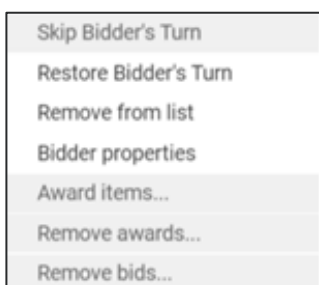 Skip Bidder's Turn
Restore Bidder's Turn
Remove from list
Bidder properties
Award items...
Remove awards...
Remove bids...